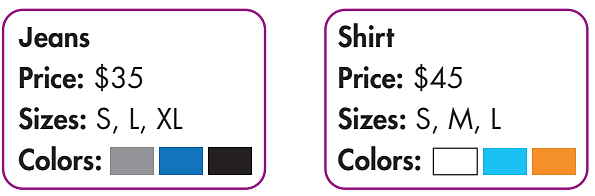 Jeans
Price: $35
Sizes: S, L, XL
Colors:
Shirt
Price: $45
Sizes: S, M, L
Colors: